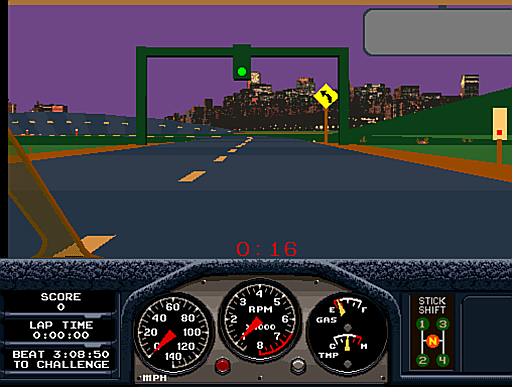 0:16
SCORE
0
LAP TIME
0:00:00
BEAT 3:08:50
TO CHALLENGE
20 40 60 80 100 120 140
MPH
2 3 4 5 6 7 8
RPM
x1000
E F
GAS
C H
TMP
STICK
SHIFT
1 3
N
2 4